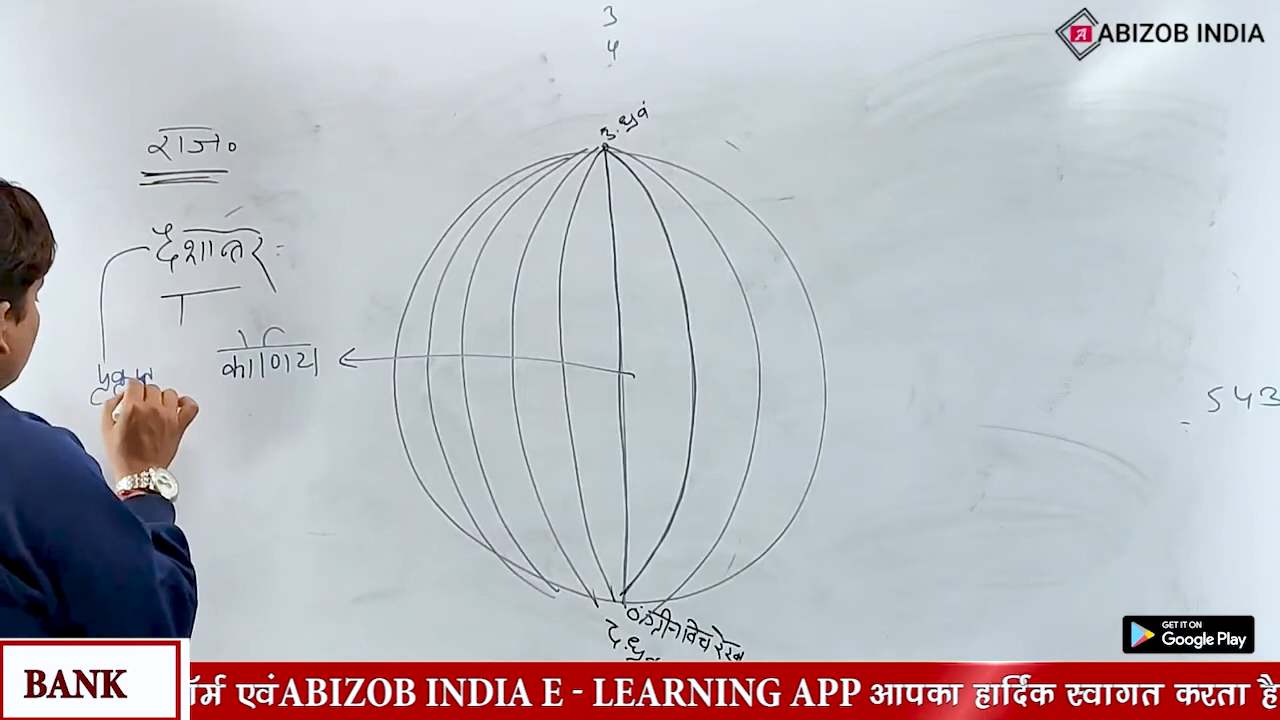 3
4
ABIZOB INDIA
उ. ध्रुवं
राज०
देशान्तर
कोणीय
543
0° ग्रीनविच रेख
द. ध्रु
GET IT ON
Google Play
BANK
ॉर्म एवं ABIZOB INDIA E - LEARNING APP आपका हार्दिक स्वागत करता है